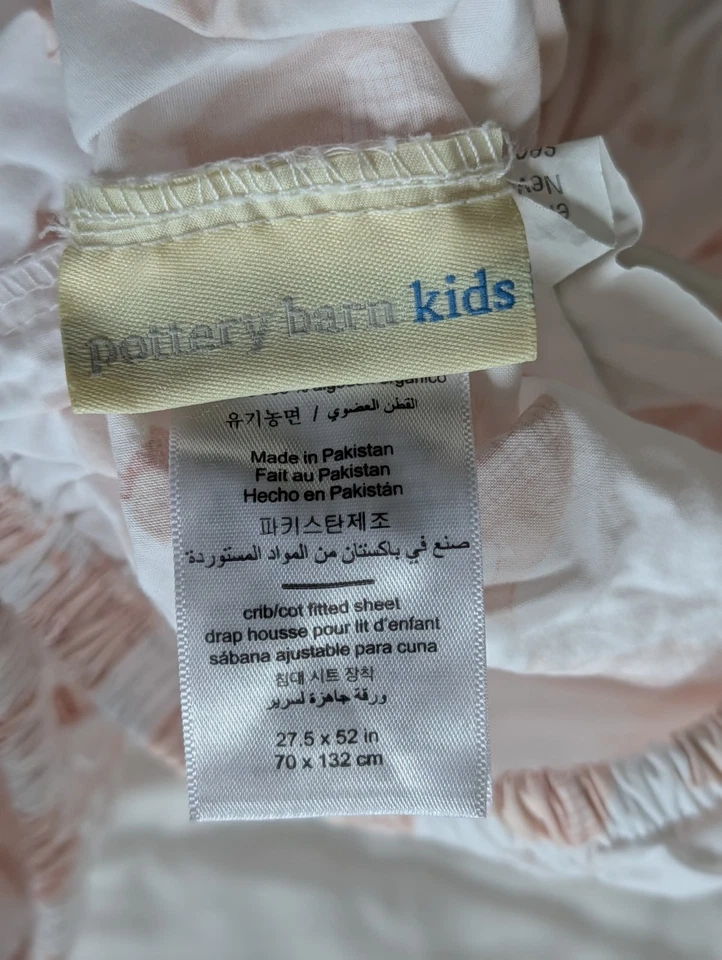 pottery barn kids
orgánico
유기농면 / القطن العضوي
Made in Pakistan
Fait au Pakistan
Hecho en Pakistán
파키스탄제조
صنع في باكستان من المواد المستوردة
crib/cot fitted sheet
drap housse pour lit d'enfant
sábana ajustable para cuna
침대 시트 장착
ورقة جاهزة لسرير
27.5 x 52 in
70 x 132 cm
New